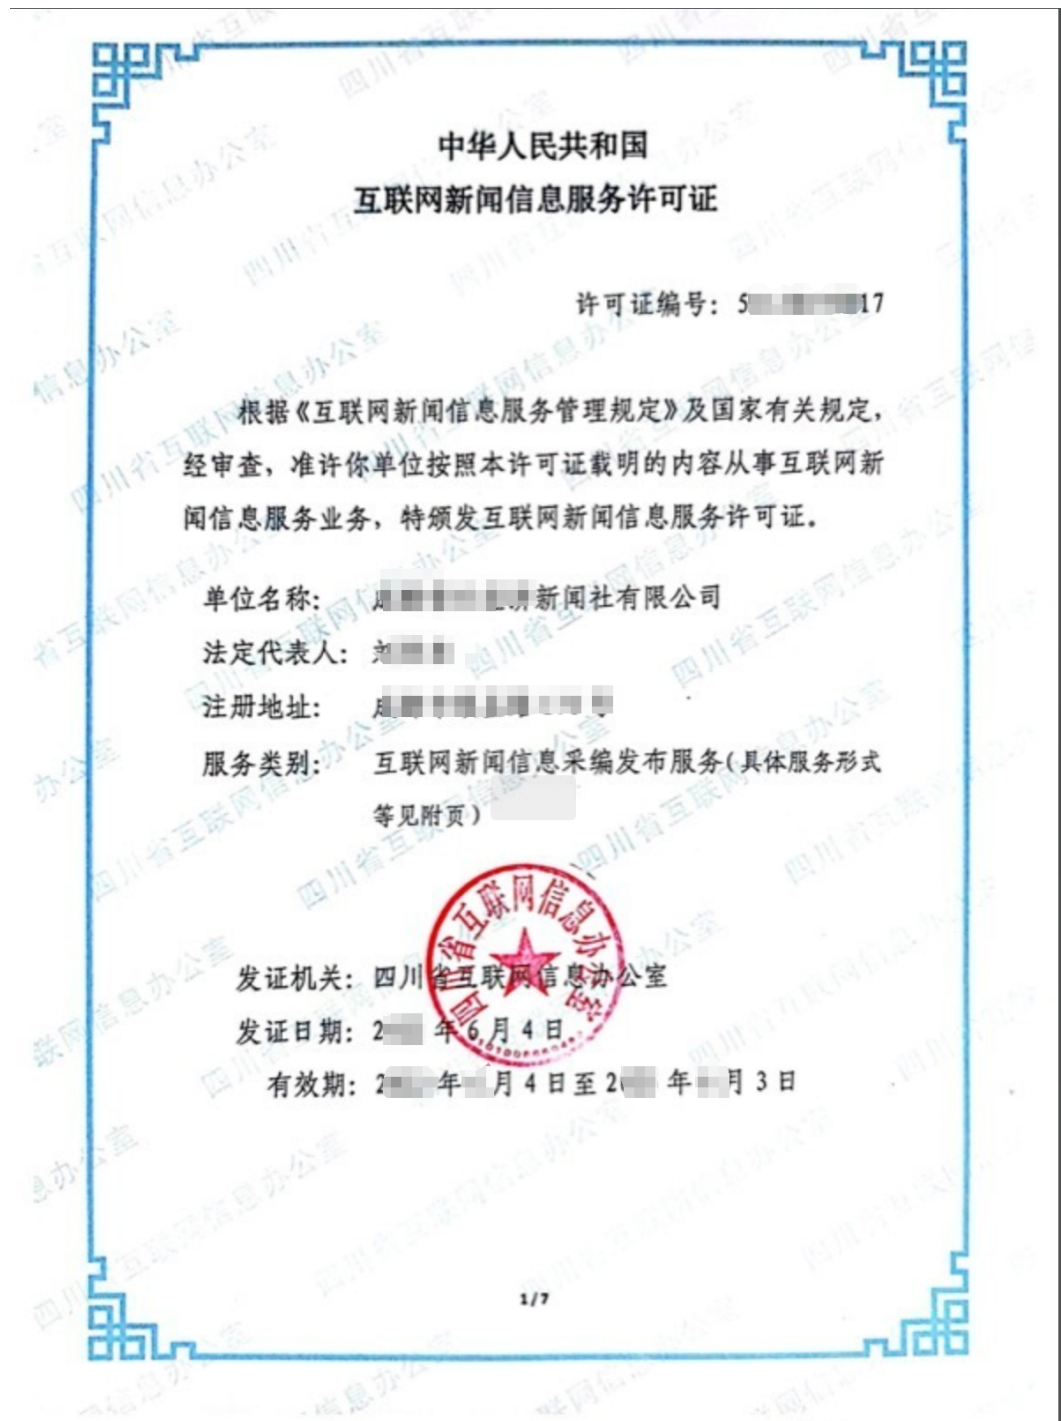 中华人民共和国
互联网新闻信息服务许可证
许可证编号：5 17
根据《互联网新闻信息服务管理规定》及国家有关规定，
经审查，准许你单位按照本许可证载明的内容从事互联网新
闻信息服务业务，特颁发互联网新闻信息服务许可证。
单位名称： 新闻社有限公司
法定代表人：
注册地址：
服务类别：互联网新闻信息采编发布服务(具体服务形式
等见附页)
四川省互联网信息办公室
发证机关：四川省互联网信息办公室
发证日期：2 年6月4日
有效期：2 年 月4日至2 年 月3日
1/7